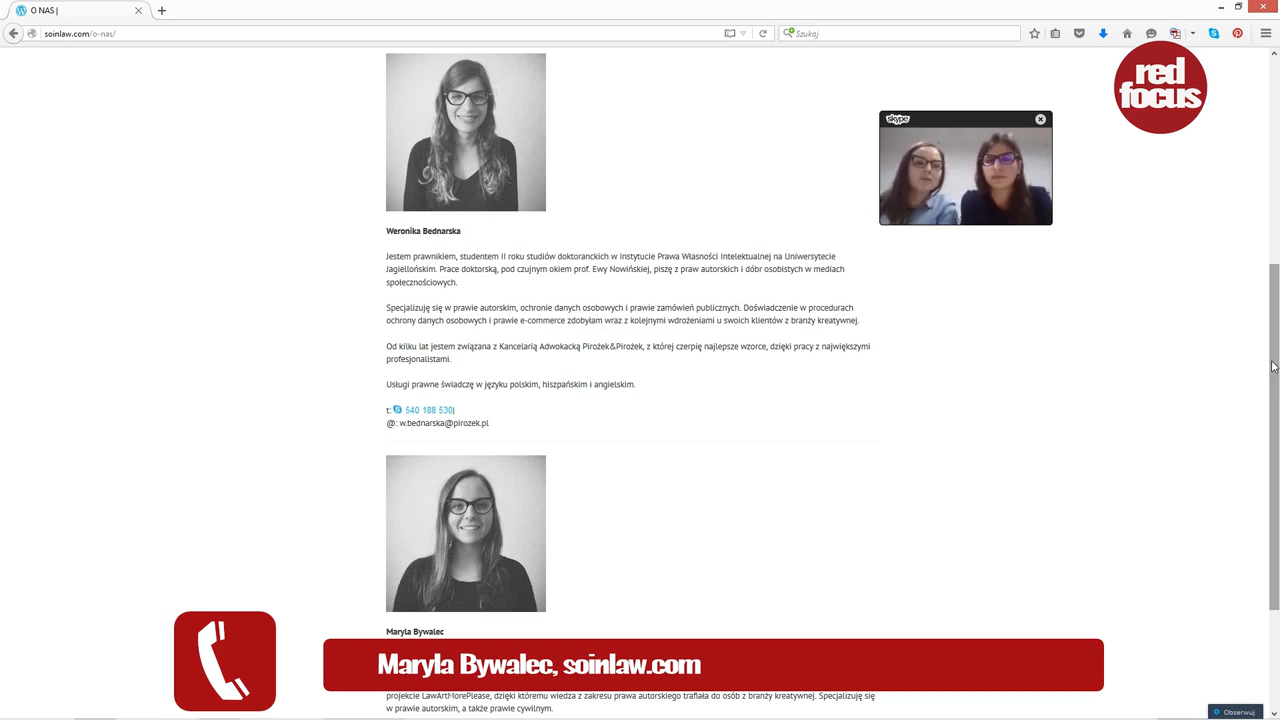 O NAS |
soinlaw.com/o-nas/
Szukaj
red
focus
skype
Weronika Bednarska
Jestem prawnikiem, studentem II roku studiów doktoranckich w Instytucie Prawa Własności Intelektualnej na Uniwersytecie
Jagiellońskim. Prace doktorską, pod czujnym okiem prof. Ewy Nowińskiej, piszę z praw autorskich i dóbr osobistych w mediach
społecznościowych.
Specjalizuję się w prawie autorskim, ochronie danych osobowych i prawie zamówień publicznych. Doświadczenie w procedurach
ochrony danych osobowych i prawie e-commerce zdobyłam wraz z kolejnymi wdrożeniami u swoich klientów z branży kreatywnej.
Od kilku lat jestem związana z Kancelarią Adwokacką Pirożek&Pirożek, z której czerpię najlepsze wzorce, dzięki pracy z największymi
profesjonalistami.
Usługi prawne świadczę w języku polskim, hiszpańskim i angielskim.
t: 540 188 530|
@: w.bednarska@pirozek.pl
Maryla Bywalec
Maryla Bywalec, soinlaw.com
projekcie LawArtMorePlease, dzięki któremu wiedza z zakresu prawa autorskiego trafiała do osób z branży kreatywnej. Specjalizuję się
w prawie autorskim, a także prawie cywilnym.
Obserwuj